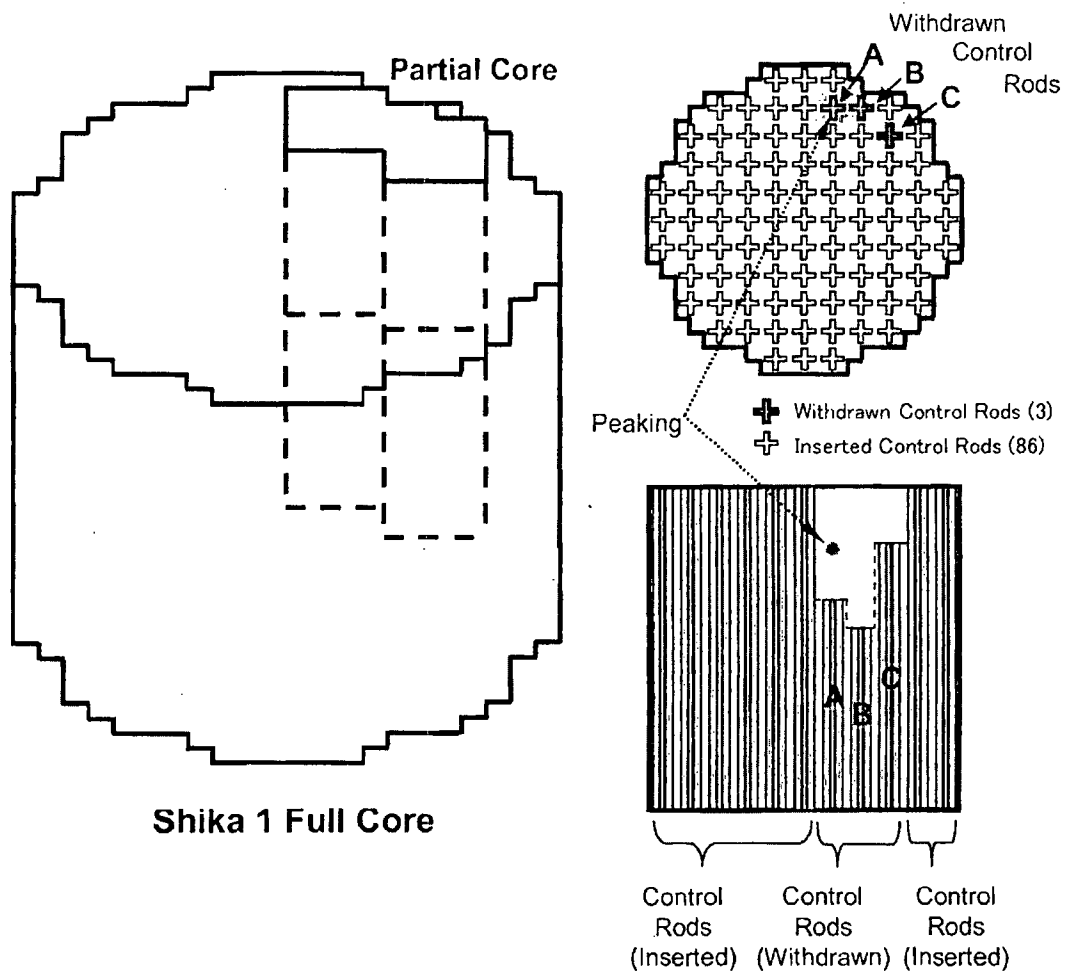 Partial Core
Shika 1 Full Core
Withdrawn
Control
Rods
A
B
C
Peaking
Withdrawn Control Rods (3)
Inserted Control Rods (86)
A
B
C
Control
Rods
(Inserted)
Control
Rods
(Withdrawn)
Control
Rods
(Inserted)